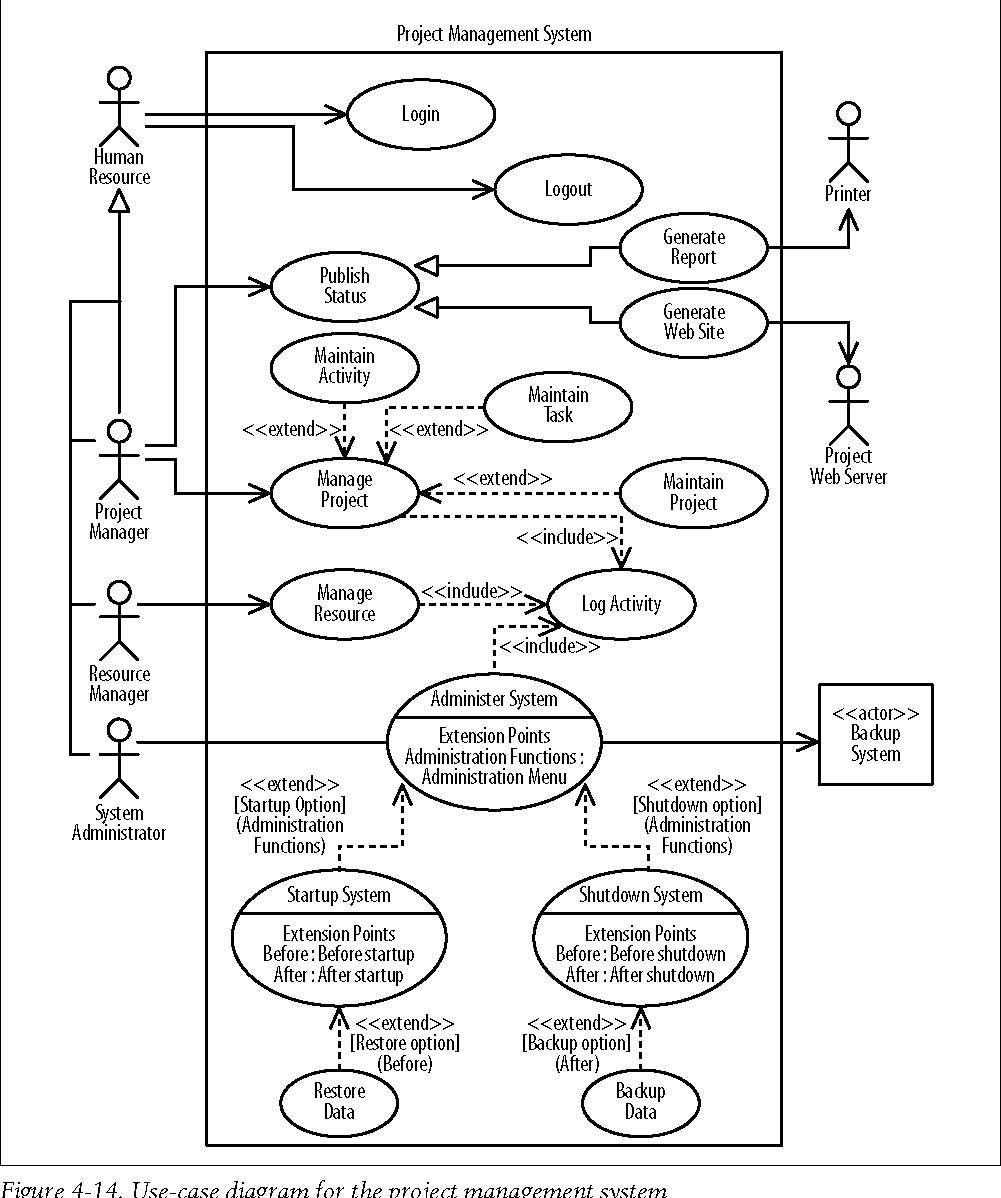 Project Management System
Login
Human
Resource
Logout
Printer
Generate
Report
Publish
Status
Generate
Web Site
Maintain
Activity
Maintain
Task
<<extend>>
<<extend>>
Project
Web Server
Manage
Project
<<extend>>
Maintain
Project
Project
Manager
<<include>>
Manage
Resource
<<include>>
Log Activity
<<include>>
Resource
Manager
Administer System
Extension Points
Administration Functions :
Administration Menu
<<actor>>
Backup
System
System
Administrator
<<extend>>
[Startup Option]
(Administration
Functions)
<<extend>>
[Shutdown option]
(Administration
Functions)
Startup System
Extension Points
Before : Before startup
After : After startup
Shutdown System
Extension Points
Before : Before shutdown
After : After shutdown
<<extend>>
[Restore option]
(Before)
<<extend>>
[Backup option]
(After)
Restore
Data
Backup
Data
Figure 4-14. Use-case diagram for the project management system